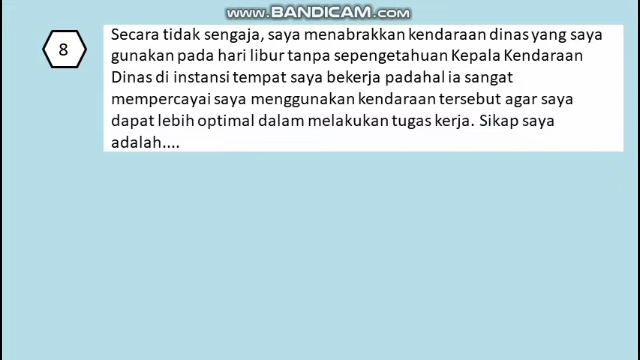 www.BANDICAM.com
8
Secara tidak sengaja, saya menabrakkan kendaraan dinas yang saya
gunakan pada hari libur tanpa sepengetahuan Kepala Kendaraan
Dinas di instansi tempat saya bekerja padahal ia sangat
mempercayai saya menggunakan kendaraan tersebut agar saya
dapat lebih optimal dalam melakukan tugas kerja. Sikap saya
adalah....